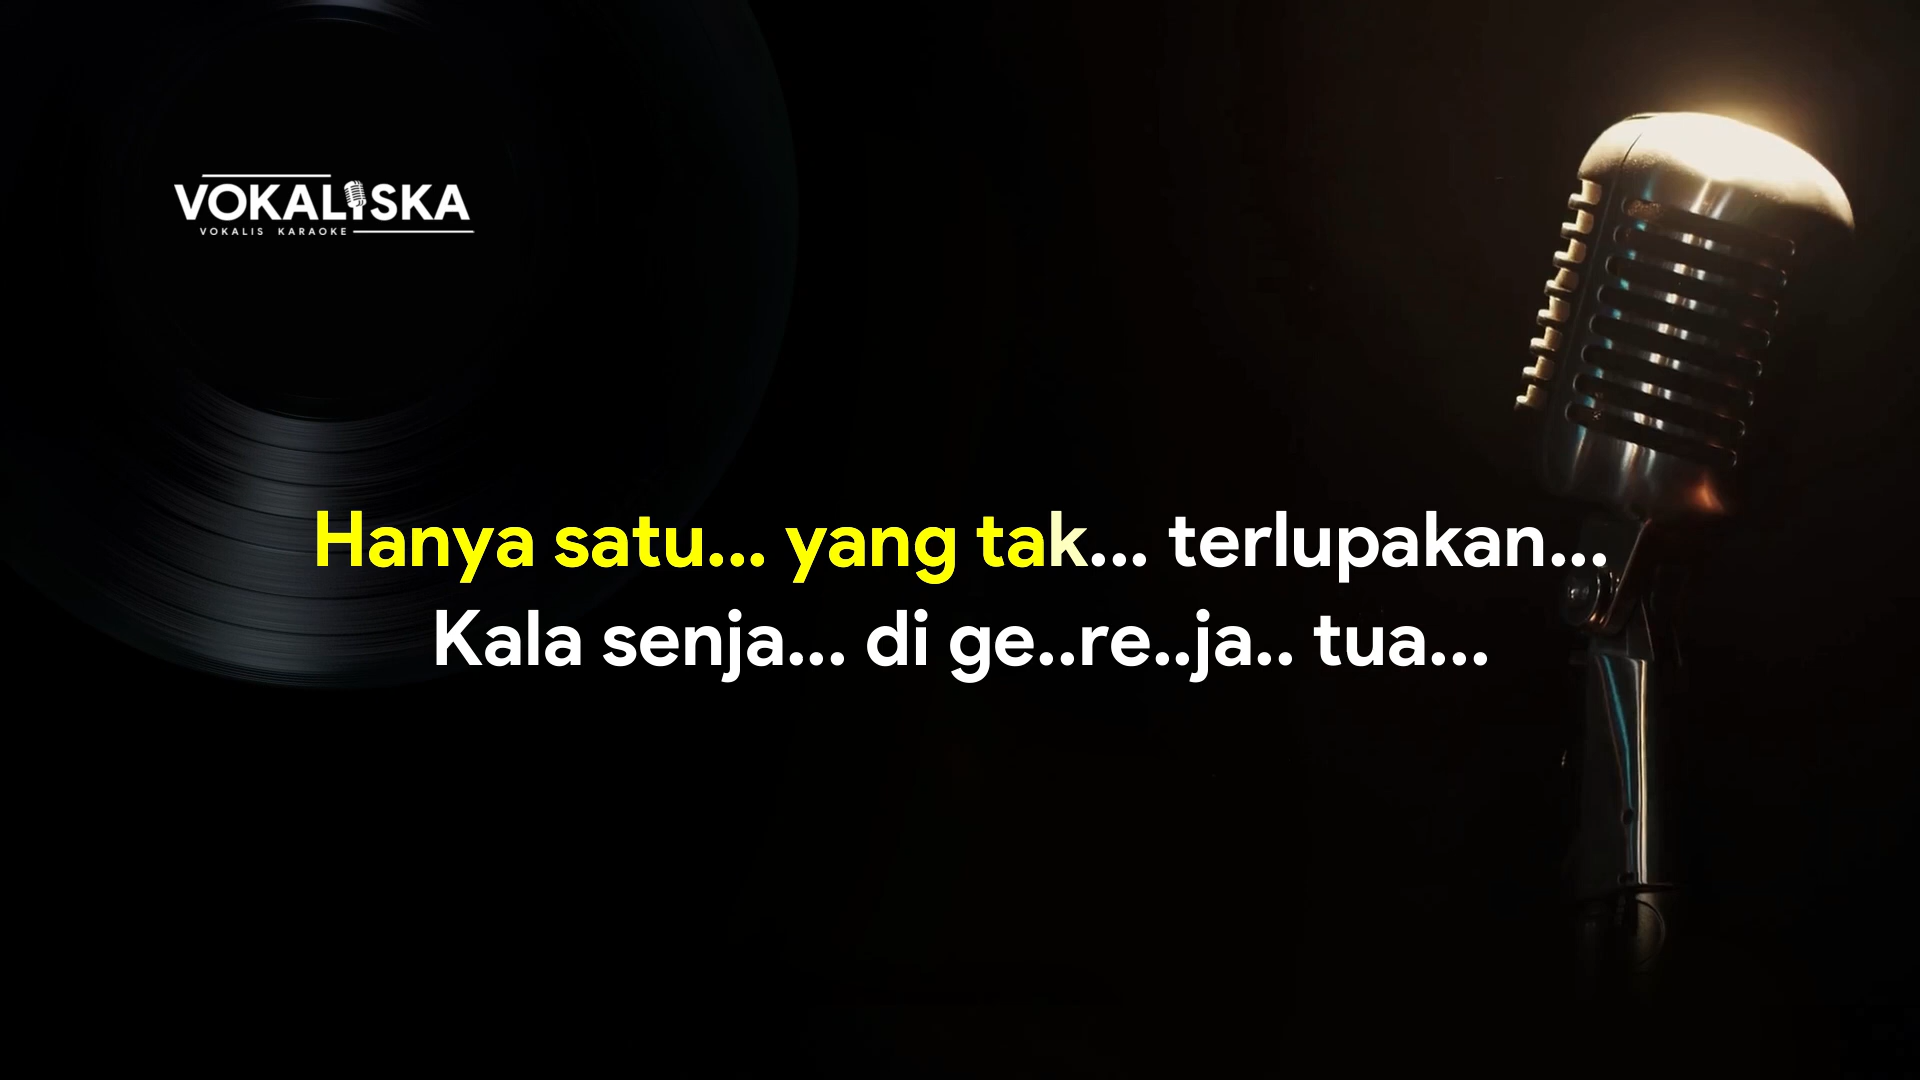 VOKALISKA
VOKALIS KARAOKE
Hanya satu... yang tak... terlupakan...
Kala senja... di ge..re..ja.. tua...